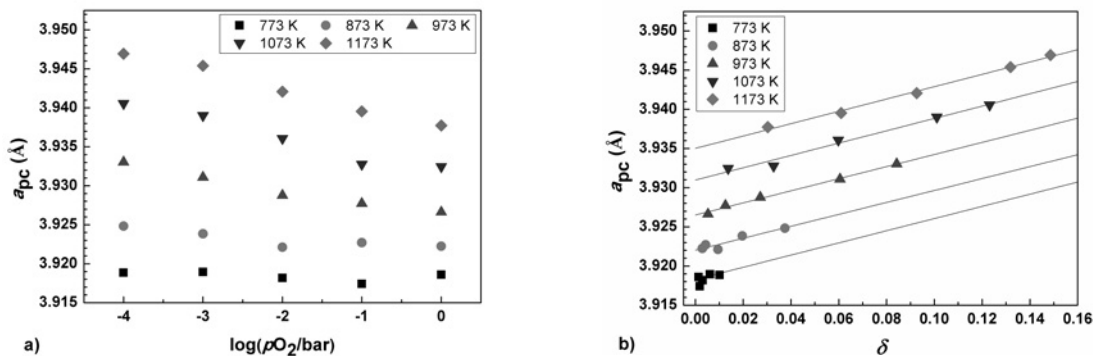 773 K 873 K 973 K
1073 K 1173 K
3.950
3.945
3.940
3.935
3.930
3.925
3.920
3.915
apc (Å)
-4 -3 -2 -1 0
log(pO2/bar)
a)
773 K
873 K
973 K
1073 K
1173 K
3.950
3.945
3.940
3.935
3.930
3.925
3.920
3.915
apc (Å)
0.00 0.02 0.04 0.06 0.08 0.10 0.12 0.14 0.16
δ
b)